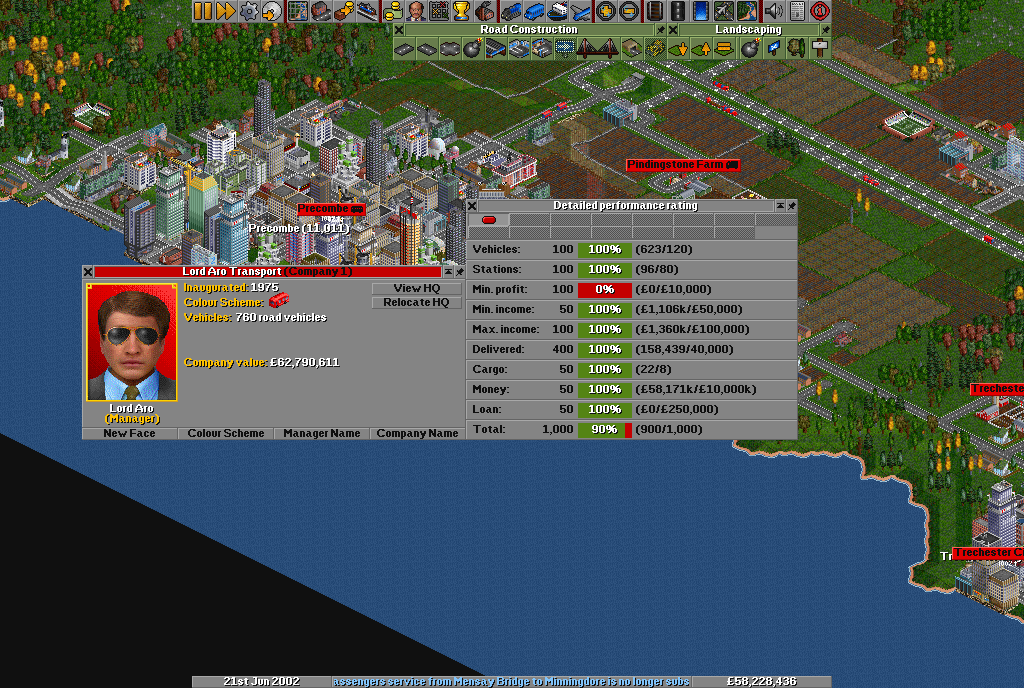 Road Construction
Landscaping
Pindingstone Farm
Precombe
Precombe (11,011)
Detailed performance rating
Vehicles: 100 100% (623/120)
Stations: 100 100% (96/80)
Min. profit: 100 0% (£0/£10,000)
Min. income: 50 100% (£1,106k/£50,000)
Max. income: 100 100% (£1,360k/£100,000)
Delivered: 400 100% (158,439/40,000)
Cargo: 50 100% (22/8)
Money: 50 100% (£58,171k/£10,000k)
Loan: 50 100% (£0/£250,000)
Total: 1,000 90% (900/1,000)
Lord Aro Transport (Company 1)
Inaugurated: 1975
Colour Scheme:
Vehicles: 760 road vehicles
Company value: £62,790,611
View HQ
Relocate HQ
Lord Aro
(Manager)
New Face
Colour Scheme
Manager Name
Company Name
Trechester
Trechester C
Tr
21st Jun 2002
assengers service from Mensay Bridge to Minningdore is no longer subs
£58,228,436